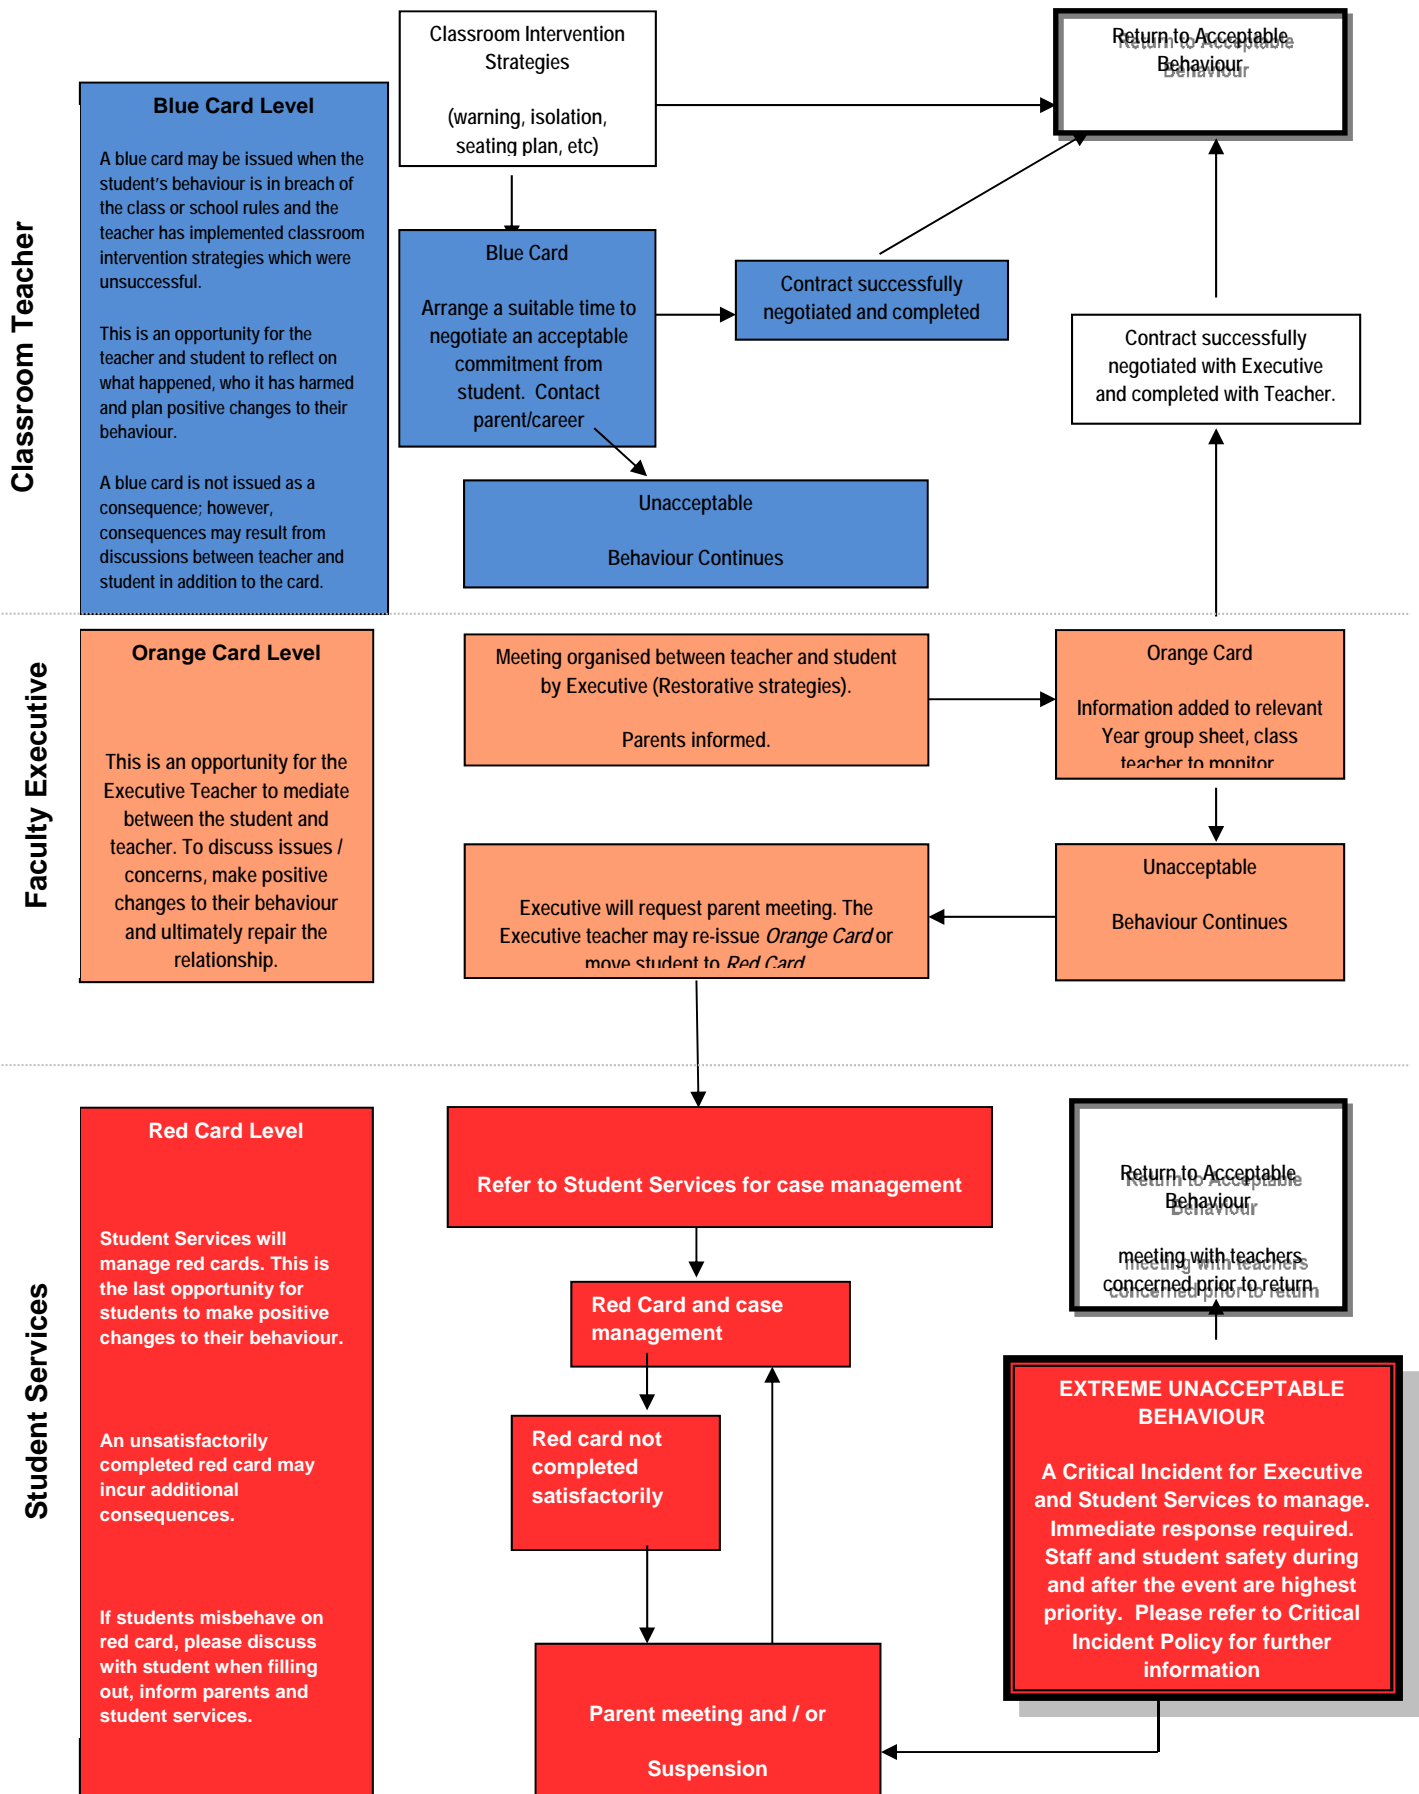 Classroom Intervention
Strategies
(warning, isolation,
seating plan, etc)
Return to Acceptable
Behaviour
Classroom Teacher
Blue Card Level
A blue card may be issued when the
student's behaviour is in breach of
the class or school rules and the
teacher has implemented classroom
intervention strategies which were
unsuccessful.
This is an opportunity for the
teacher and student to reflect on
what happened, who it has harmed
and plan positive changes to their
behaviour.
A blue card is not issued as a
consequence; however,
consequences may result from
discussions between teacher and
student in addition to the card.
Blue Card
Arrange a suitable time to
negotiate an acceptable
commitment from
student.  Contact
parent/career
Contract successfully
negotiated and completed
Contract successfully
negotiated with Executive
and completed with Teacher.
Unacceptable
Behaviour Continues
Faculty Executive
Orange Card Level
This is an opportunity for the
Executive Teacher to mediate
between the student and
teacher. To discuss issues /
concerns, make positive
changes to their behaviour
and ultimately repair the
relationship.
Meeting organised between teacher and student
by Executive (Restorative strategies).
Parents informed.
Orange Card
Information added to relevant
Year group sheet, class
teacher to monitor
Unacceptable
Behaviour Continues
Executive will request parent meeting. The
Executive teacher may re-issue Orange Card or
move student to Red Card
Student Services
Red Card Level
Student Services will
manage red cards. This is
the last opportunity for
students to make positive
changes to their behaviour.
An unsatisfactorily
completed red card may
incur additional
consequences.
If students misbehave on
red card, please discuss
with student when filling
out, inform parents and
student services.
Refer to Student Services for case management
Red Card and case
management
Red card not
completed
satisfactorily
Parent meeting and / or
Suspension
Return to Acceptable
Behaviour
meeting with teachers
concerned prior to return
EXTREME UNACCEPTABLE
BEHAVIOUR
A Critical Incident for Executive
and Student Services to manage.
Immediate response required.
Staff and student safety during
and after the event are highest
priority.  Please refer to Critical
Incident Policy for further
information